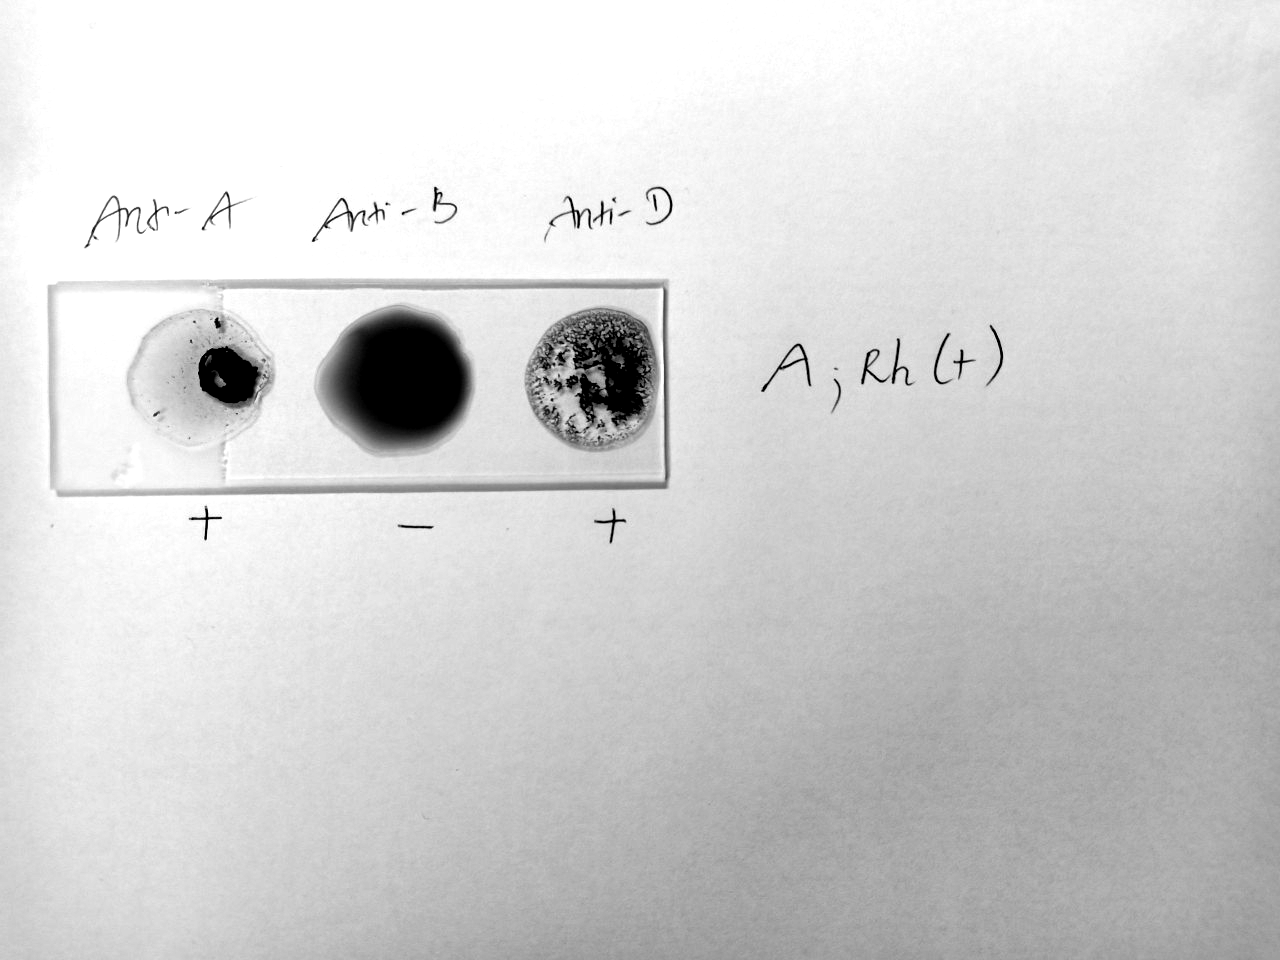 Anti-A Anti-B Anti-D
A; Rh (+)
+ - +